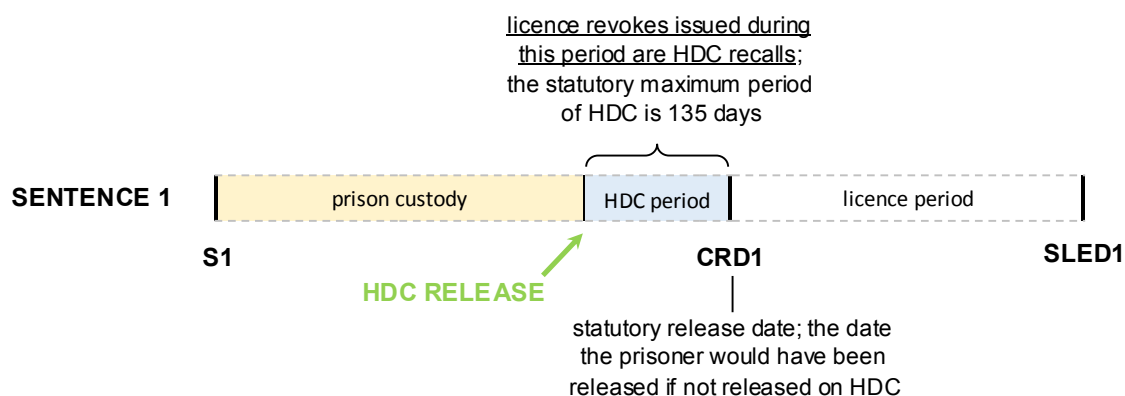 licence revokes issued during
this period are HDC recalls;
the statutory maximum period
of HDC is 135 days
SENTENCE 1
prison custody
HDC period
licence period
S1
CRD1
SLED1
HDC RELEASE
statutory release date; the date
the prisoner would have been
released if not released on HDC